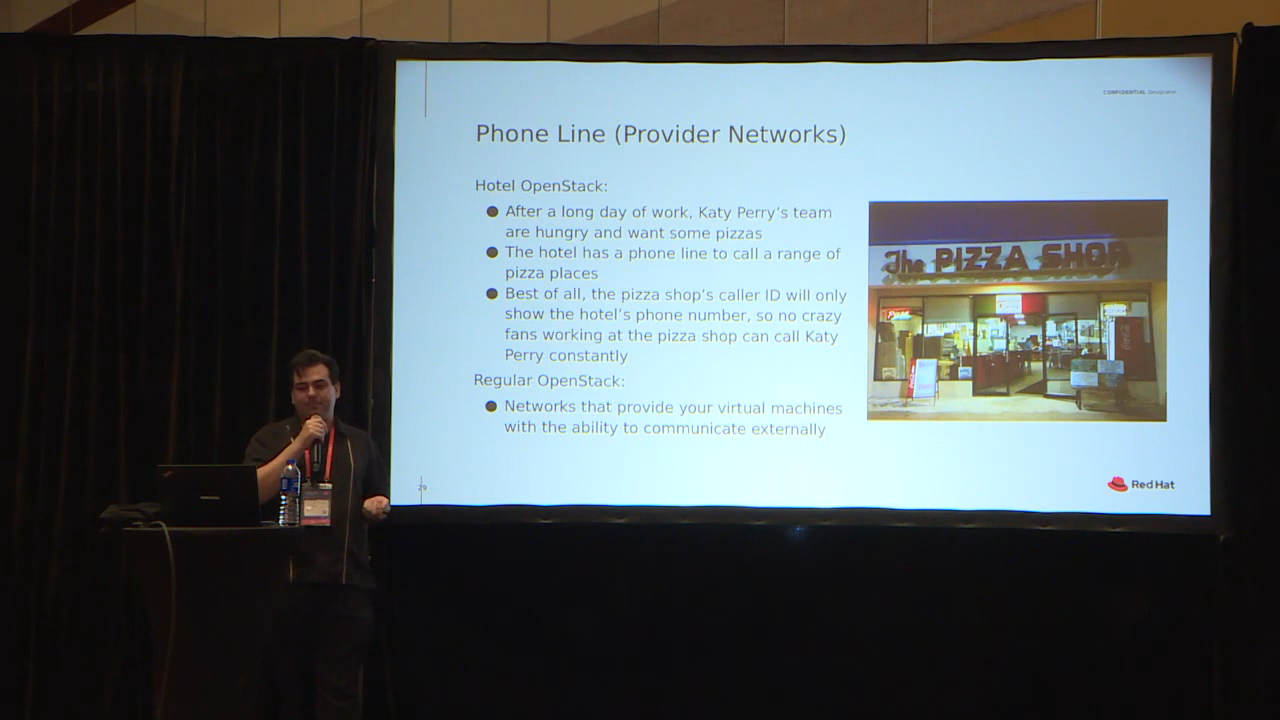 CONFIDENTIAL Designator
Phone Line (Provider Networks)
Hotel OpenStack:
● After a long day of work, Katy Perry's team
are hungry and want some pizzas
● The hotel has a phone line to call a range of
pizza places
● Best of all, the pizza shop's caller ID will only
show the hotel's phone number, so no crazy
fans working at the pizza shop can call Katy
Perry constantly
Regular OpenStack:
● Networks that provide your virtual machines
with the ability to communicate externally
The PIZZA SHOP
29
Red Hat